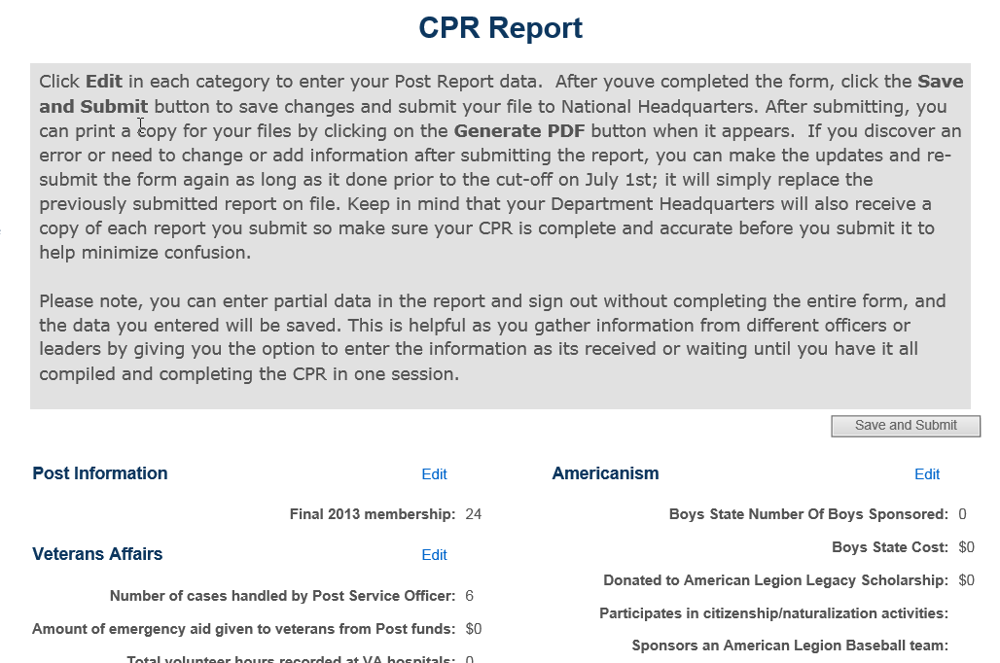 CPR Report
Click Edit in each category to enter your Post Report data.  After youve completed the form, click the Save
and Submit button to save changes and submit your file to National Headquarters. After submitting, you
can print a copy for your files by clicking on the Generate PDF button when it appears.  If you discover an
error or need to change or add information after submitting the report, you can make the updates and re-
submit the form again as long as it done prior to the cut-off on July 1st; it will simply replace the
previously submitted report on file. Keep in mind that your Department Headquarters will also receive a
copy of each report you submit so make sure your CPR is complete and accurate before you submit it to
help minimize confusion.
Please note, you can enter partial data in the report and sign out without completing the entire form, and
the data you entered will be saved. This is helpful as you gather information from different officers or
leaders by giving you the option to enter the information as its received or waiting until you have it all
compiled and completing the CPR in one session.
Save and Submit
Post Information Edit
Final 2013 membership: 24
Veterans Affairs Edit
Number of cases handled by Post Service Officer: 6
Amount of emergency aid given to veterans from Post funds: $0
Total volunteer hours recorded at VA hospitals: 0
Americanism Edit
Boys State Number Of Boys Sponsored: 0
Boys State Cost: $0
Donated to American Legion Legacy Scholarship: $0
Participates in citizenship/naturalization activities:
Sponsors an American Legion Baseball team: